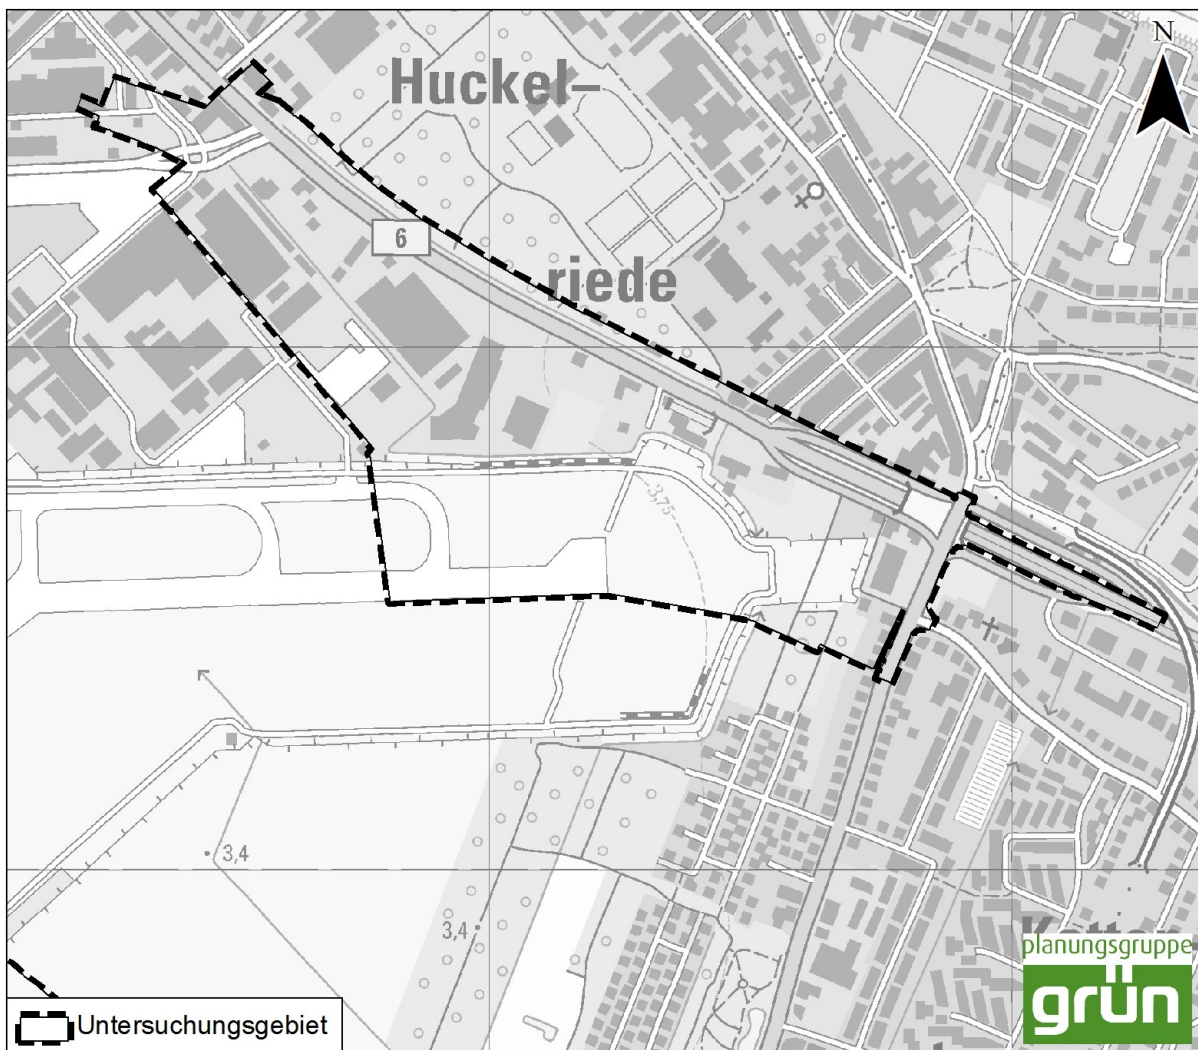 N
Huckel–
6
riede
3,75
3,4
3,4
planungsgruppe
grün
Untersuchungsgebiet